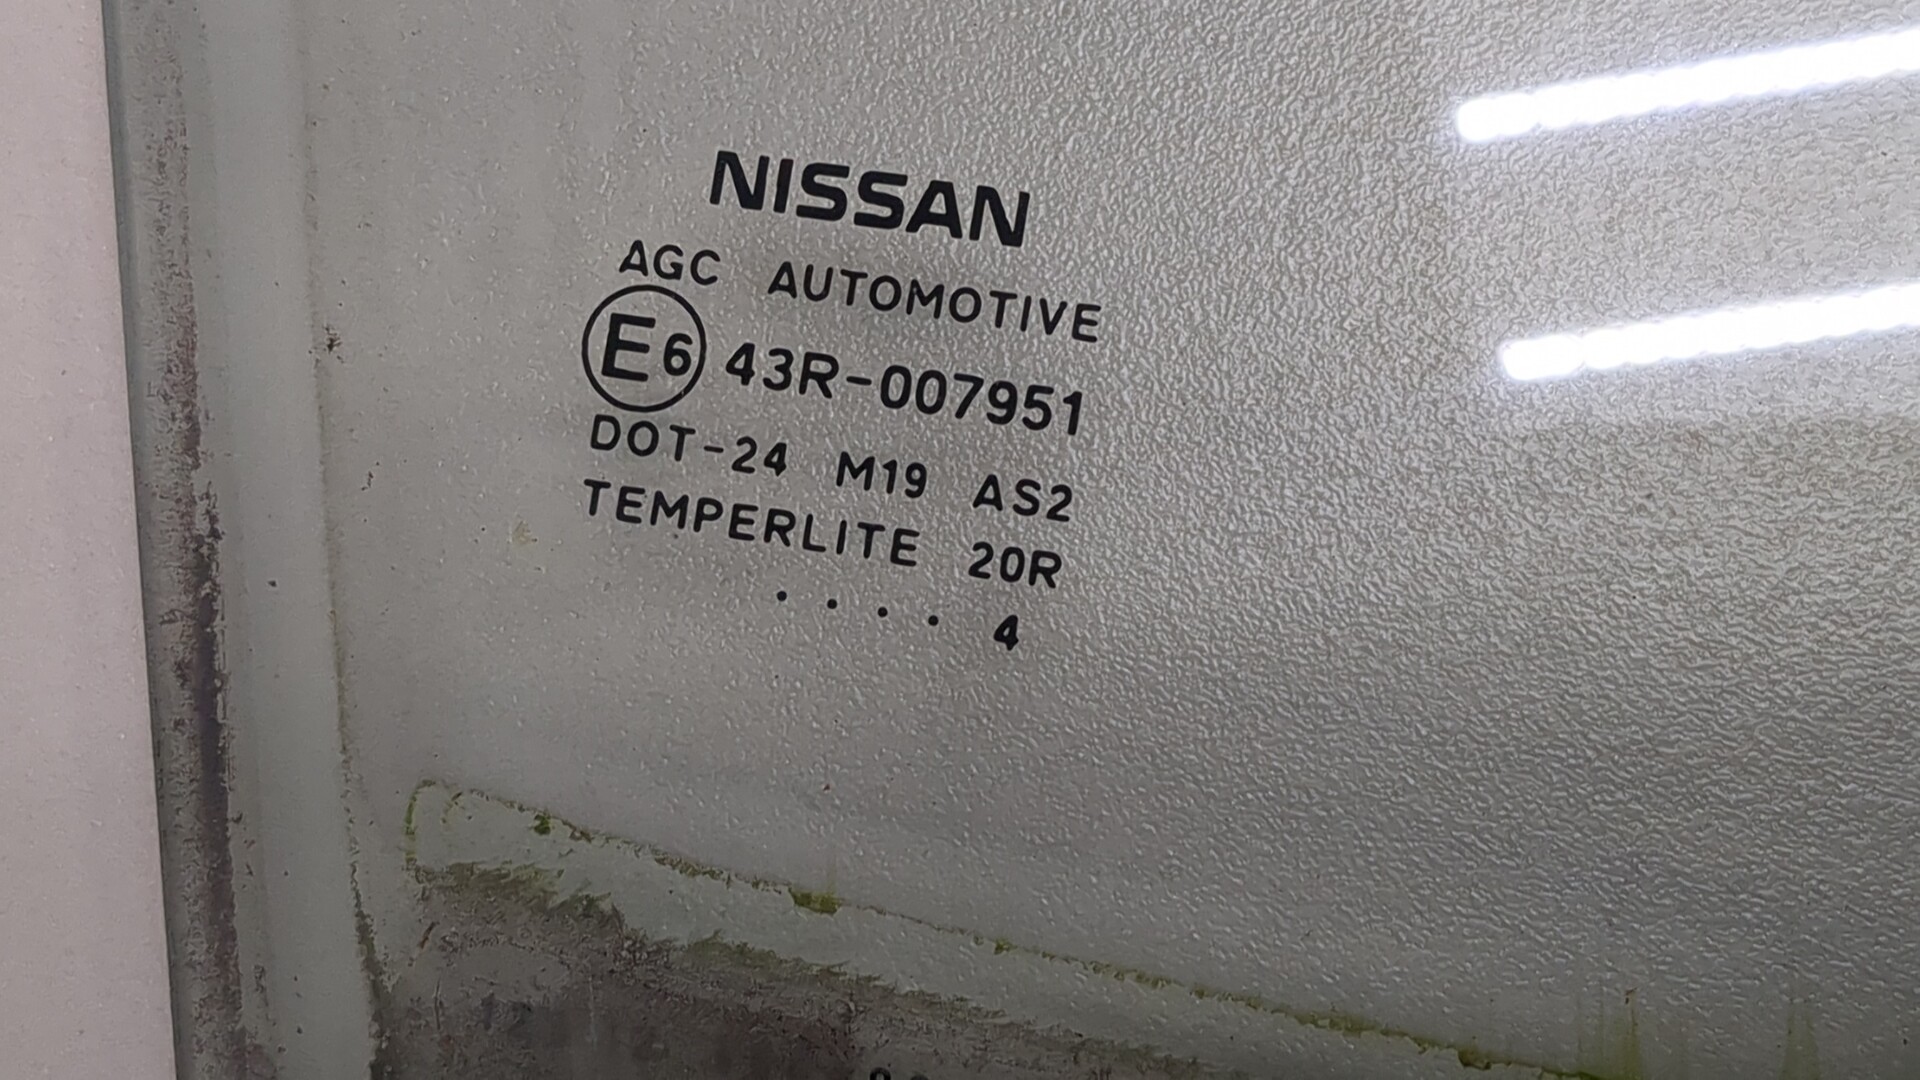 NISSAN
AGC AUTOMOTIVE
E6 43R-007951
DOT-24 M19 AS2
TEMPERLITE 20R
. . . . 4